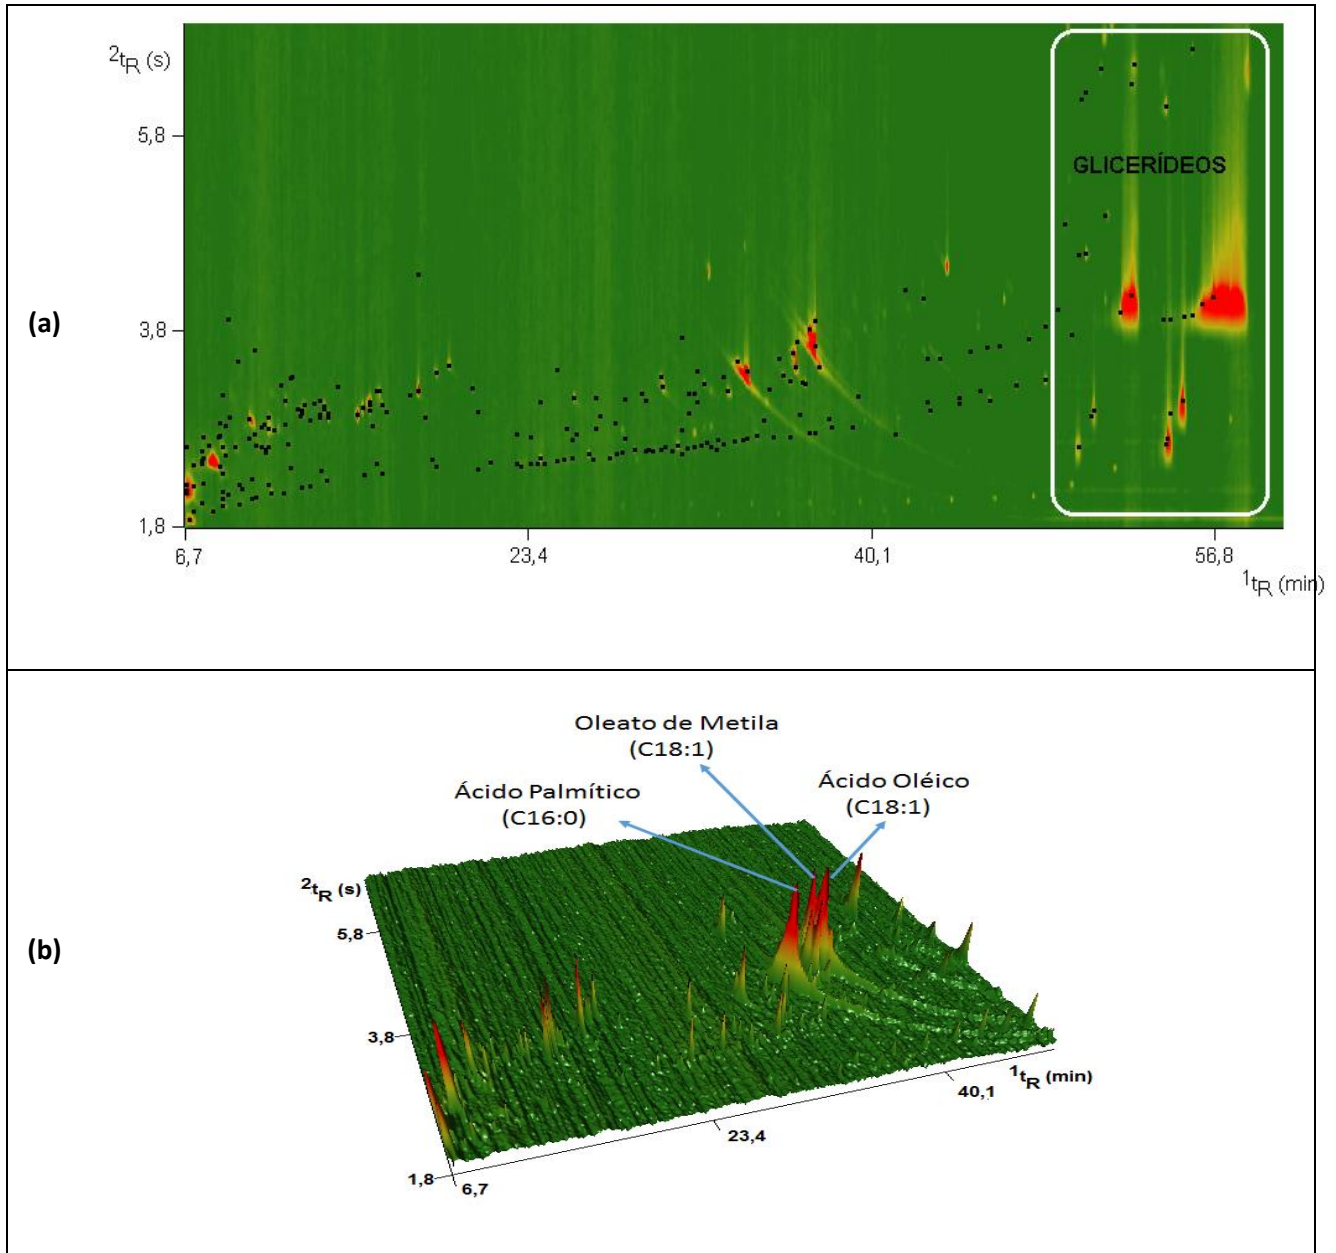 (a)
²tR (s)
5,8
3,8
1,8
GLICERÍDEOS
6,7
23,4
40,1
56,8
¹tR (min)
(b)
Oleato de Metila
(C18:1)
Ácido Palmítico
(C16:0)
Ácido Oléico
(C18:1)
²tR (s)
5,8
3,8
1,8
6,7
23,4
40,1
¹tR (min)